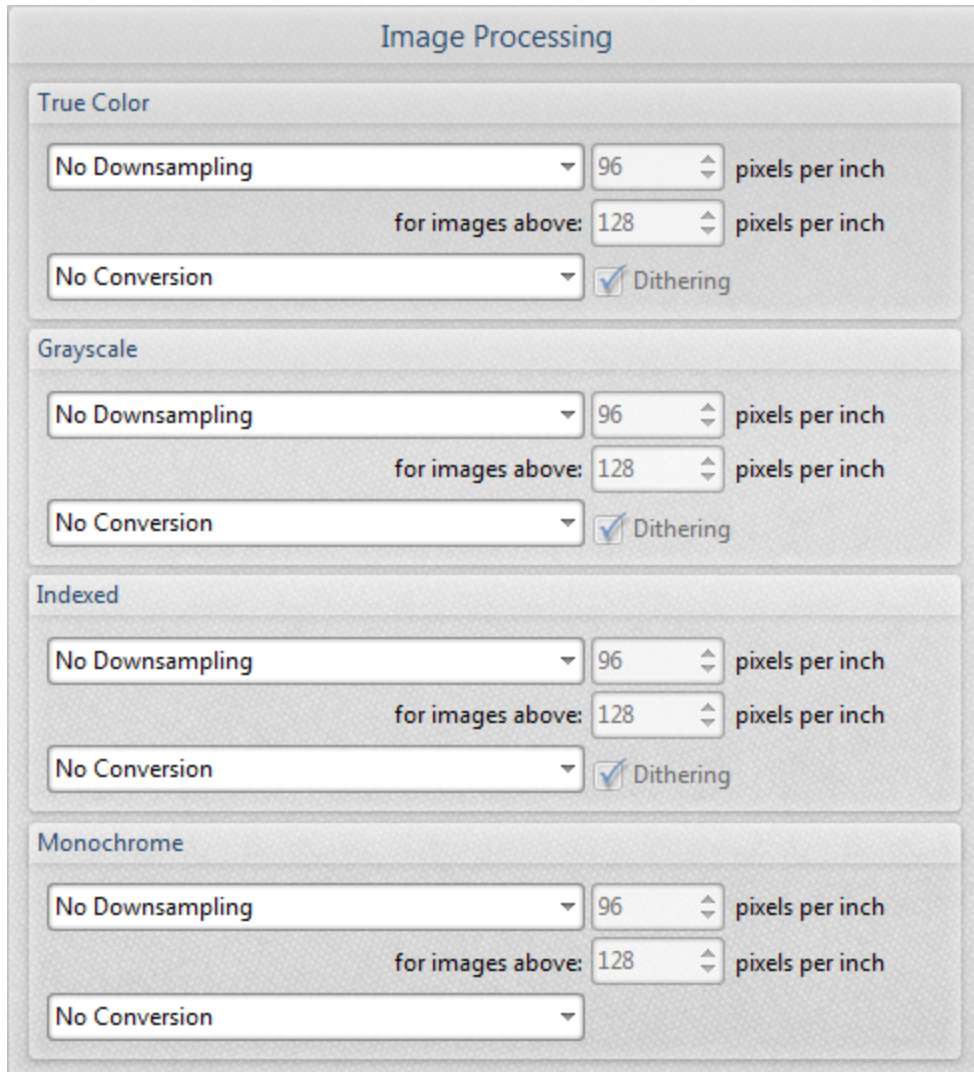 Image Processing
True Color
No Downsampling 96 pixels per inch
for images above: 128 pixels per inch
No Conversion Dithering
Grayscale
No Downsampling 96 pixels per inch
for images above: 128 pixels per inch
No Conversion Dithering
Indexed
No Downsampling 96 pixels per inch
for images above: 128 pixels per inch
No Conversion Dithering
Monochrome
No Downsampling 96 pixels per inch
for images above: 128 pixels per inch
No Conversion